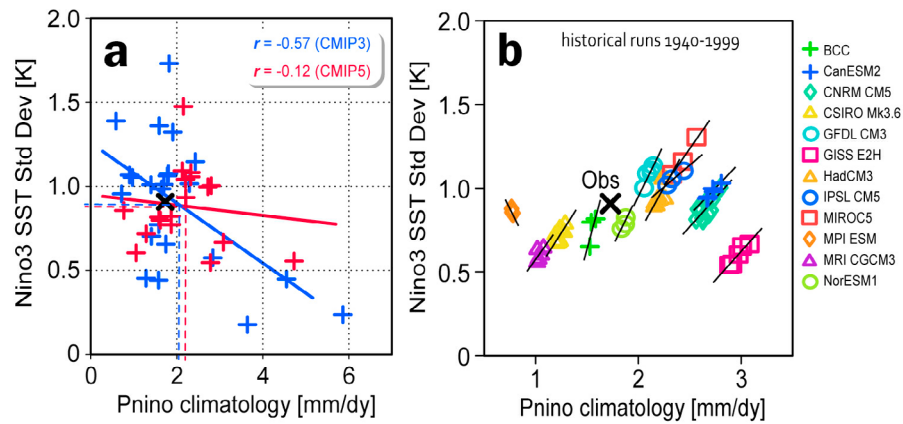 a
r = -0.57 (CMIP3)
r = -0.12 (CMIP5)
Nino3 SST Std Dev [K]
2.0
1.5
1.0
0.5
0
0 2 4 6
Pnino climatology [mm/dy]
b
historical runs 1940-1999
Obs
Nino3 SST Std Dev [K]
2.0
1.5
1.0
0.5
0
1 2 3
Pnino climatology [mm/dy]
BCC
CanESM2
CNRM CM5
CSIRO Mk3.6
GFDL CM3
GISS E2H
HadCM3
IPSL CM5
MIROC5
MPI ESM
MRI CGCM3
NorESM1